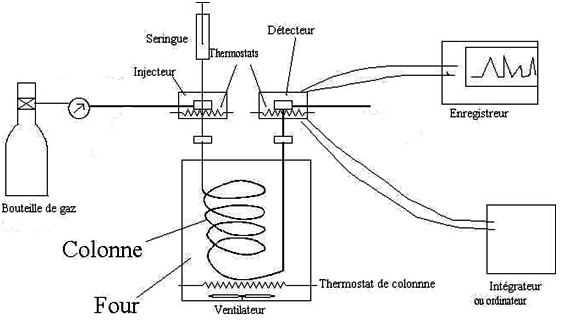 Détecteur
Seringue
Thermostats
Injecteur
Enregistreur
Bouteille de gaz
Colonne
Thermostat de colonnne
Intégrateur
ou ordinateur
Four
Ventilateur